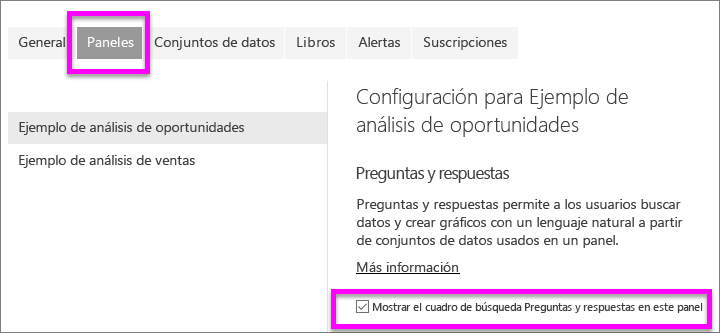 General Paneles Conjuntos de datos Libros Alertas Suscripciones
Ejemplo de análisis de oportunidades
Ejemplo de análisis de ventas
Configuración para Ejemplo de
análisis de oportunidades
Preguntas y respuestas
Preguntas y respuestas permite a los usuarios buscar
datos y crear gráficos con un lenguaje natural a partir
de conjuntos de datos usados en un panel.
Más información
Mostrar el cuadro de búsqueda Preguntas y respuestas en este panel